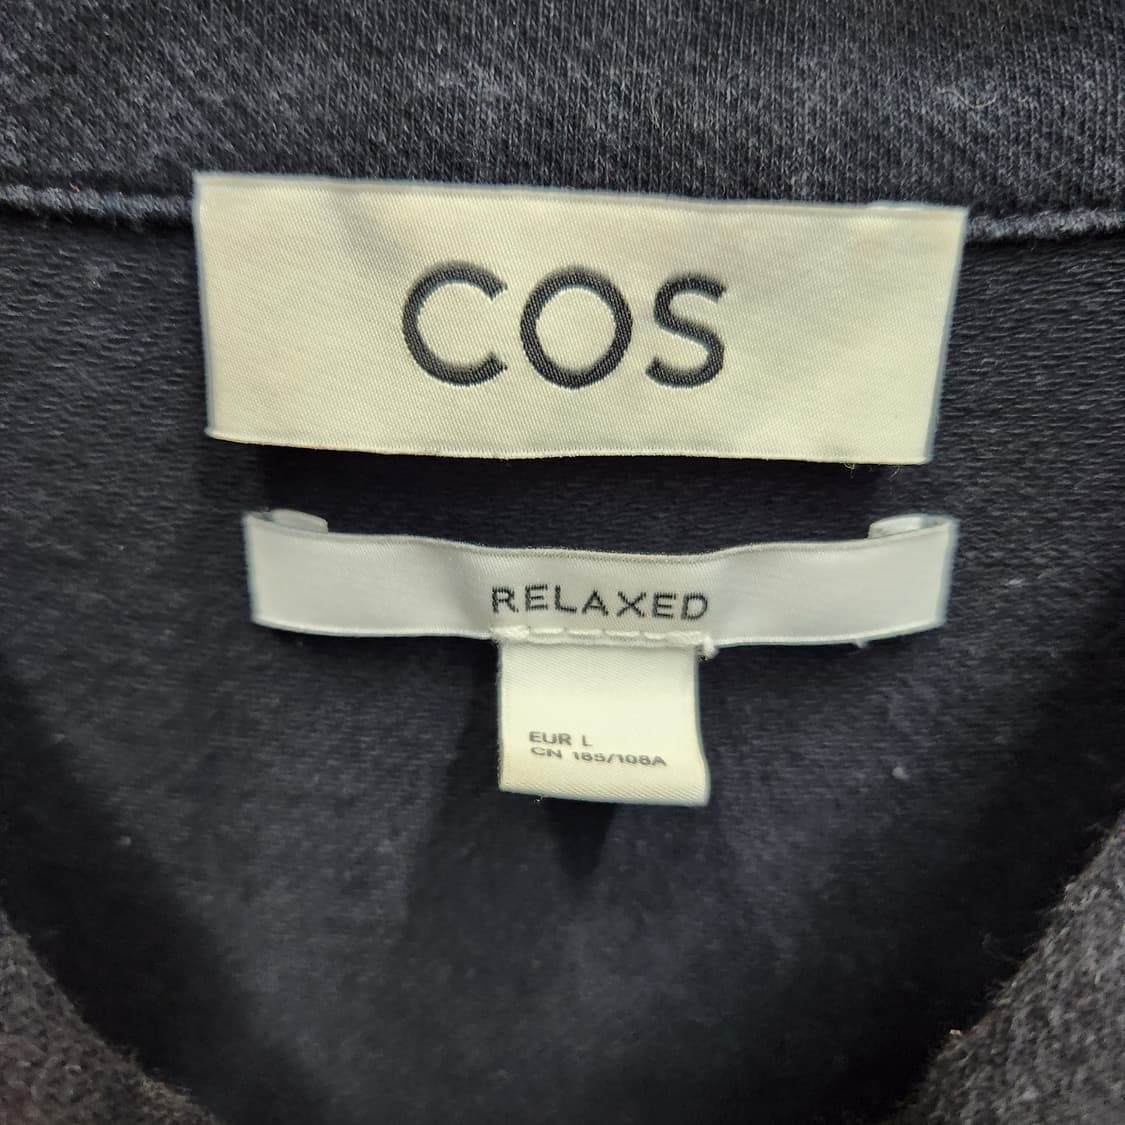 COS
RELAXED
EUR L
CN 185/108A